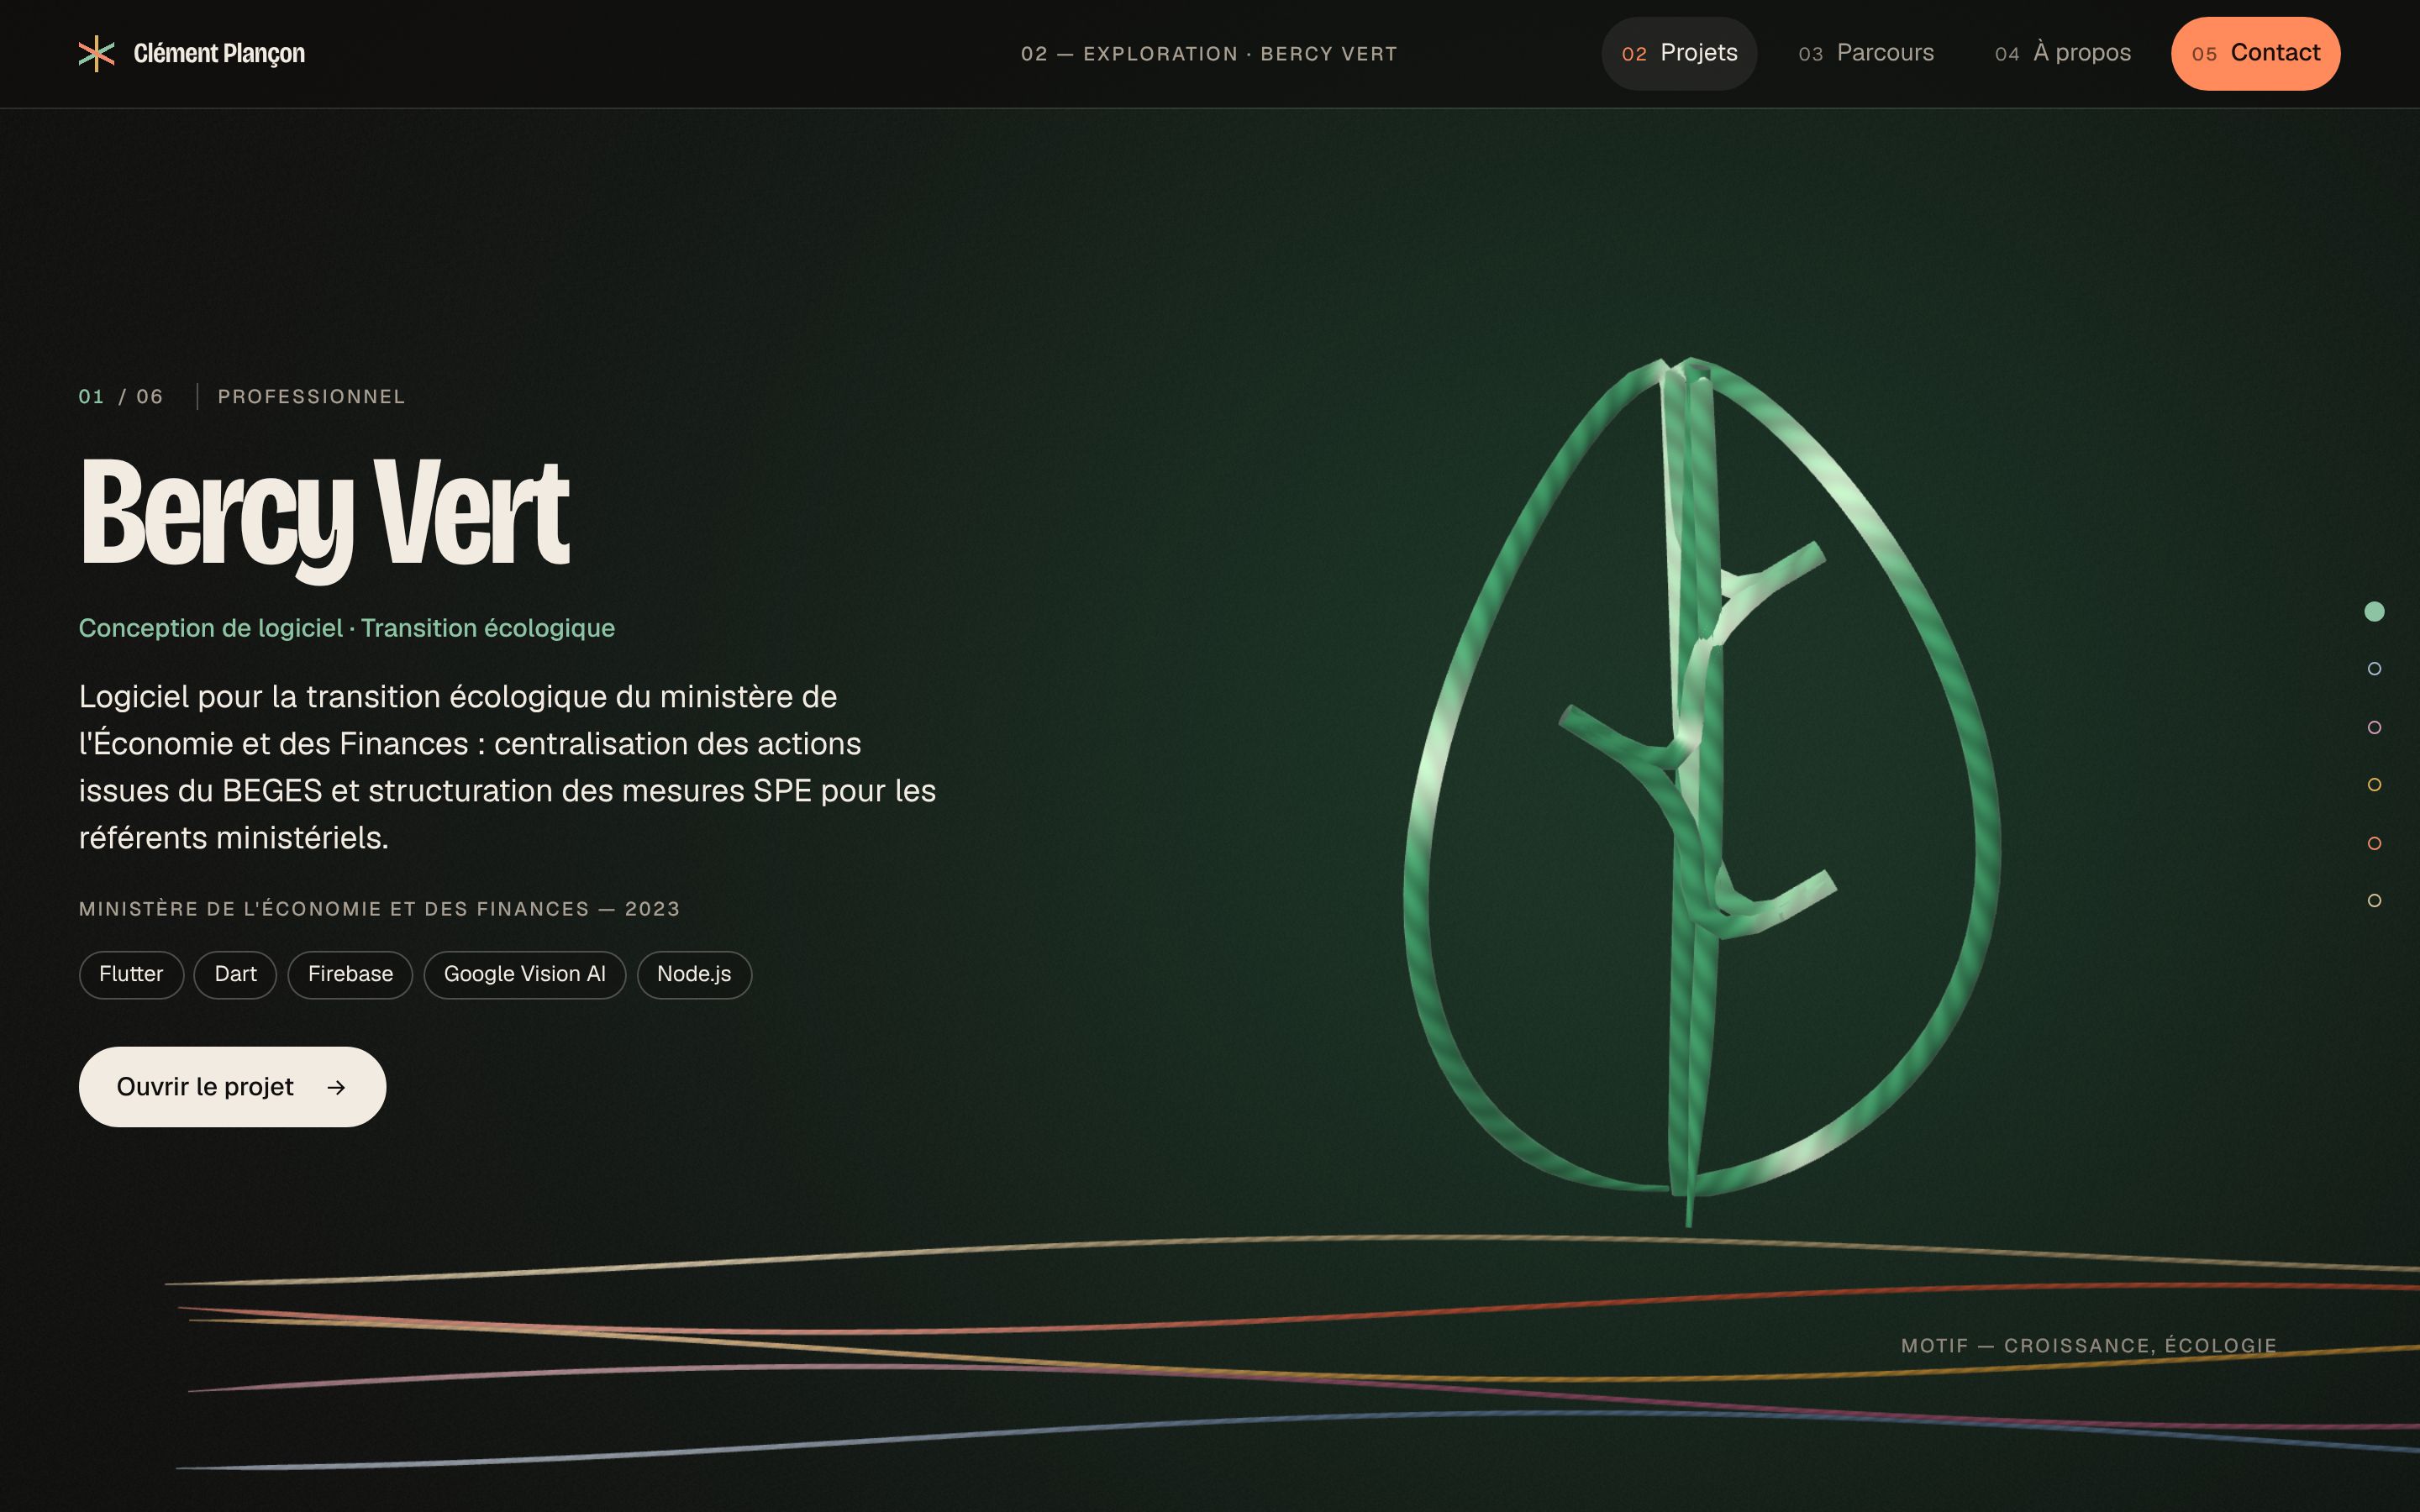 Clément Plançon
02 — EXPLORATION · BERCY VERT
02 Projets
03 Parcours
04 À propos
05 Contact
01 / 06 PROFESSIONNEL
Bercy Vert
Conception de logiciel · Transition écologique
Logiciel pour la transition écologique du ministère de
l'Économie et des Finances : centralisation des actions
issues du BEGES et structuration des mesures SPE pour les
référents ministériels.
MINISTÈRE DE L'ÉCONOMIE ET DES FINANCES — 2023
Flutter
Dart
Firebase
Google Vision AI
Node.js
Ouvrir le projet →
MOTIF — CROISSANCE, ÉCOLOGIE